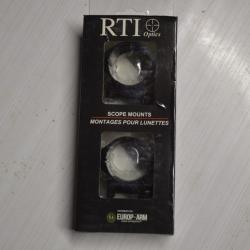 RTI
Optics
SCOPE MOUNTS
MONTAGES POUR LUNETTES
EUROP-ARM